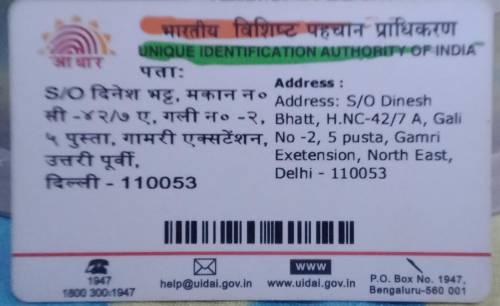 भारतीय विशिष्ट पहचान प्राधिकरण
UNIQUE IDENTIFICATION AUTHORITY OF INDIA
आधार
पता:
S/O दिनेश भट्ट, मकान न०
सी -४२/७ ए, गली न० -२,
५ पुस्ता, गामरी एक्सटेंशन,
उत्तरी पूर्वी,
दिल्ली - 110053
Address :
Address: S/O Dinesh
Bhatt, H.NC-42/7 A, Gali
No -2, 5 pusta, Gamri
Exetension, North East,
Delhi - 110053
1947
1800 300 1947
help@uidai.gov.in
www
www.uidai.gov.in
P.O. Box No. 1947,
Bengaluru-560 001